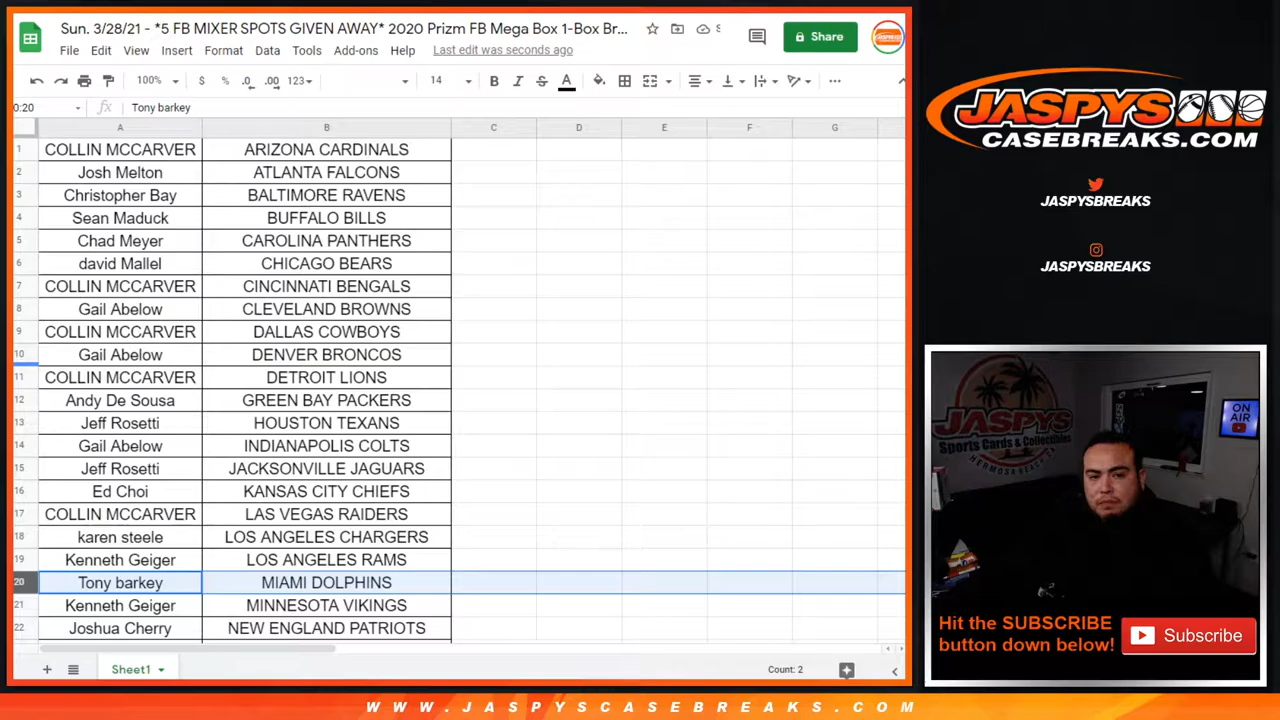 Sun. 3/28/21 - *5 FB MIXER SPOTS GIVEN AWAY* 2020 Prizm FB Mega Box 1-Box Br...
Share
File Edit View Insert Format Data Tools Add-ons Help Last edit was seconds ago
100% $ % .0 .00 123 14 B I S A
0:20 fx Tony barkey
A B C D E F G
1 COLLIN MCCARVER ARIZONA CARDINALS
2 Josh Melton ATLANTA FALCONS
3 Christopher Bay BALTIMORE RAVENS
4 Sean Maduck BUFFALO BILLS
5 Chad Meyer CAROLINA PANTHERS
6 david Mallel CHICAGO BEARS
7 COLLIN MCCARVER CINCINNATI BENGALS
8 Gail Abelow CLEVELAND BROWNS
9 COLLIN MCCARVER DALLAS COWBOYS
10 Gail Abelow DENVER BRONCOS
11 COLLIN MCCARVER DETROIT LIONS
12 Andy De Sousa GREEN BAY PACKERS
13 Jeff Rosetti HOUSTON TEXANS
14 Gail Abelow INDIANAPOLIS COLTS
15 Jeff Rosetti JACKSONVILLE JAGUARS
16 Ed Choi KANSAS CITY CHIEFS
17 COLLIN MCCARVER LAS VEGAS RAIDERS
18 karen steele LOS ANGELES CHARGERS
19 Kenneth Geiger LOS ANGELES RAMS
20 Tony barkey MIAMI DOLPHINS
21 Kenneth Geiger MINNESOTA VIKINGS
22 Joshua Cherry NEW ENGLAND PATRIOTS
Sheet1
Count: 2
JASPYS
CASEBREAKS.COM
JASPYSBREAKS
JASPYSBREAKS
JASPYS
Sports Cards & Collectibles
HERMOSA BEACH, CA
ON
AIR
Hit the SUBSCRIBE
button down below!
Subscribe
WWW.JASPYSCASEBREAKS.COM